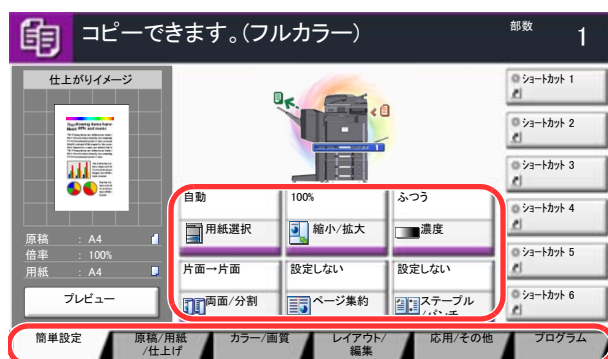 コピーできます。(フルカラー)
部数 1
仕上がりイメージ
原稿 : A4
倍率 : 100%
用紙 : A4
プレビュー
1
自動
用紙選択
100%
縮小/拡大
ふつう
濃度
片面→片面
両面/分割
設定しない
ページ集約
設定しない
ステープル
/パンチ
ショートカット 1
ショートカット 2
ショートカット 3
ショートカット 4
ショートカット 5
ショートカット 6
簡単設定
原稿/用紙
/仕上げ
カラー/画質
レイアウト/
編集
応用/その他
プログラム